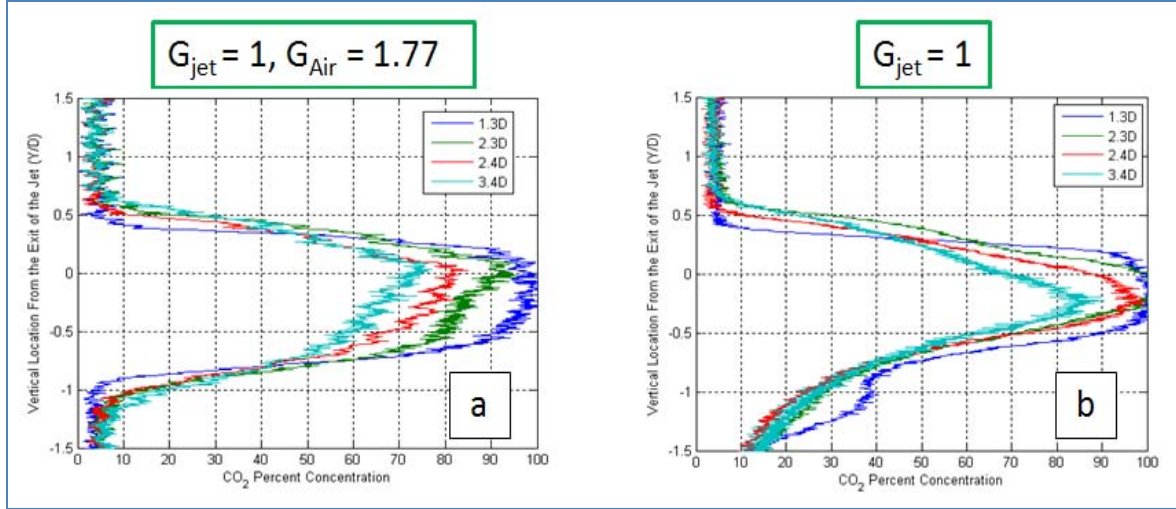 G_jet = 1, G_Air = 1.77
G_jet = 1
1.5
1
0.5
0
-0.5
-1
-1.5
Vertical Location From the Exit of the Jet (Y/D)
1.3D
2.3D
2.4D
3.4D
a
0 10 20 30 40 50 60 70 80 90 100
CO2 Percent Concentration
1.5
1
0.5
0
-0.5
-1
-1.5
Vertical Location From the Exit of the Jet (Y/D)
1.3D
2.3D
2.4D
3.4D
b
0 10 20 30 40 50 60 70 80 90 100
CO2 Percent Concentration